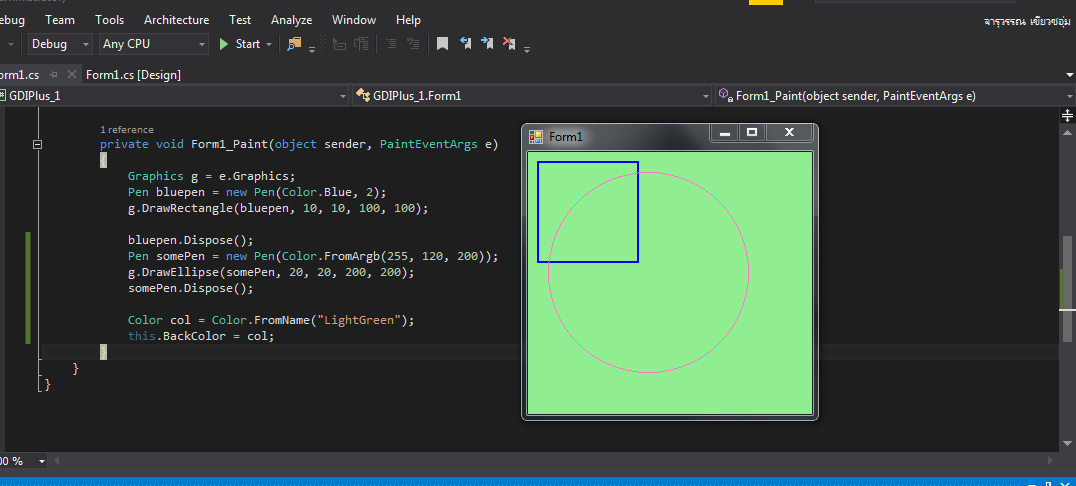 ebug Team Tools Architecture Test Analyze Window Help
จารุวรรณ เขียวชอุ่ม
Debug Any CPU Start
orm1.cs Form1.cs [Design]
GDIPlus_1 GDIPlus_1.Form1 Form1_Paint(object sender, PaintEventArgs e)
1 reference
private void Form1_Paint(object sender, PaintEventArgs e)
{
Graphics g = e.Graphics;
Pen bluepen = new Pen(Color.Blue, 2);
g.DrawRectangle(bluepen, 10, 10, 100, 100);
bluepen.Dispose();
Pen somePen = new Pen(Color.FromArgb(255, 120, 200));
g.DrawEllipse(somePen, 20, 20, 200, 200);
somePen.Dispose();
Color col = Color.FromName("LightGreen");
this.BackColor = col;
}
}
}
Form1
00 %